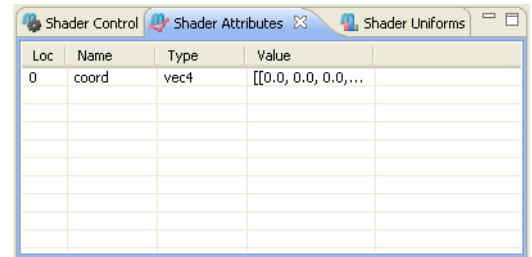 Shader Control Shader Attributes Shader Uniforms
Loc Name Type Value
0 coord vec4 [[0.0, 0.0, 0.0,...